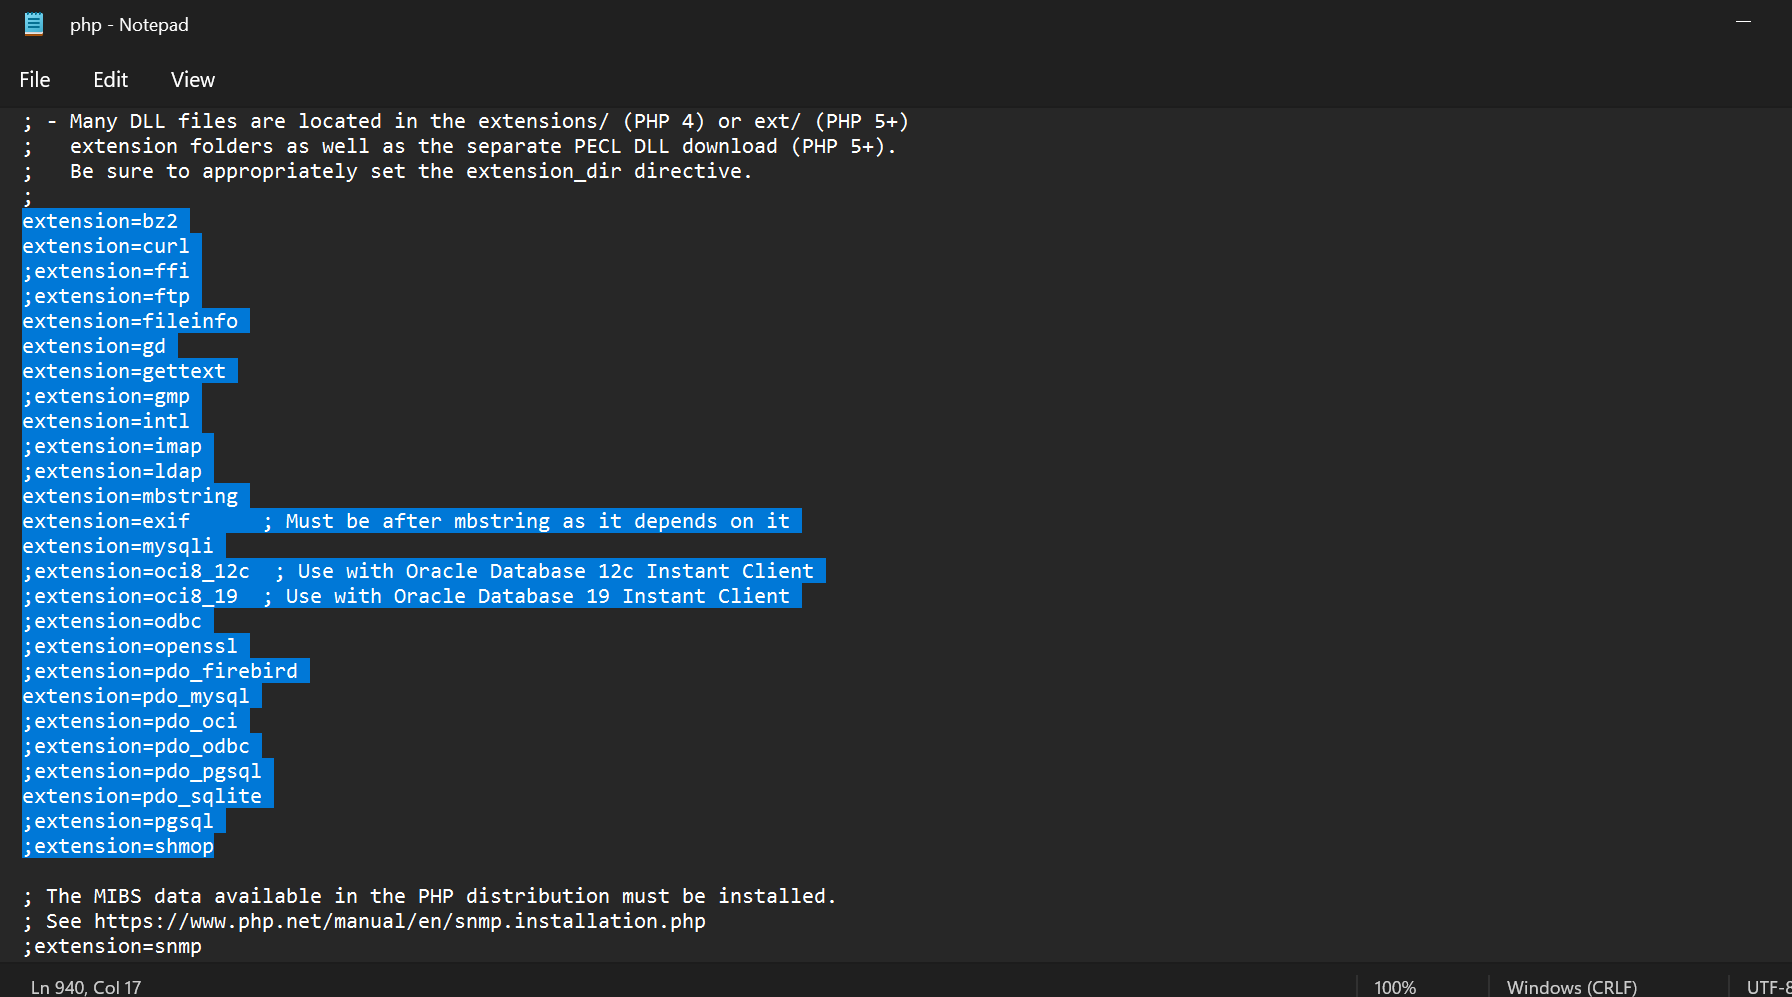 php - Notepad
File Edit View
; - Many DLL files are located in the extensions/ (PHP 4) or ext/ (PHP 5+)
;   extension folders as well as the separate PECL DLL download (PHP 5+).
;   Be sure to appropriately set the extension_dir directive.
;
extension=bz2
extension=curl
;extension=ffi
;extension=ftp
extension=fileinfo
extension=gd
extension=gettext
;extension=gmp
extension=intl
;extension=imap
;extension=ldap
extension=mbstring
extension=exif      ; Must be after mbstring as it depends on it
extension=mysqli
;extension=oci8_12c  ; Use with Oracle Database 12c Instant Client
;extension=oci8_19  ; Use with Oracle Database 19 Instant Client
;extension=odbc
;extension=openssl
;extension=pdo_firebird
extension=pdo_mysql
;extension=pdo_oci
;extension=pdo_odbc
;extension=pdo_pgsql
extension=pdo_sqlite
;extension=pgsql
;extension=shmop
; The MIBS data available in the PHP distribution must be installed.
; See https://www.php.net/manual/en/snmp.installation.php
;extension=snmp
Ln 940, Col 17 100% Windows (CRLF) UTF-8